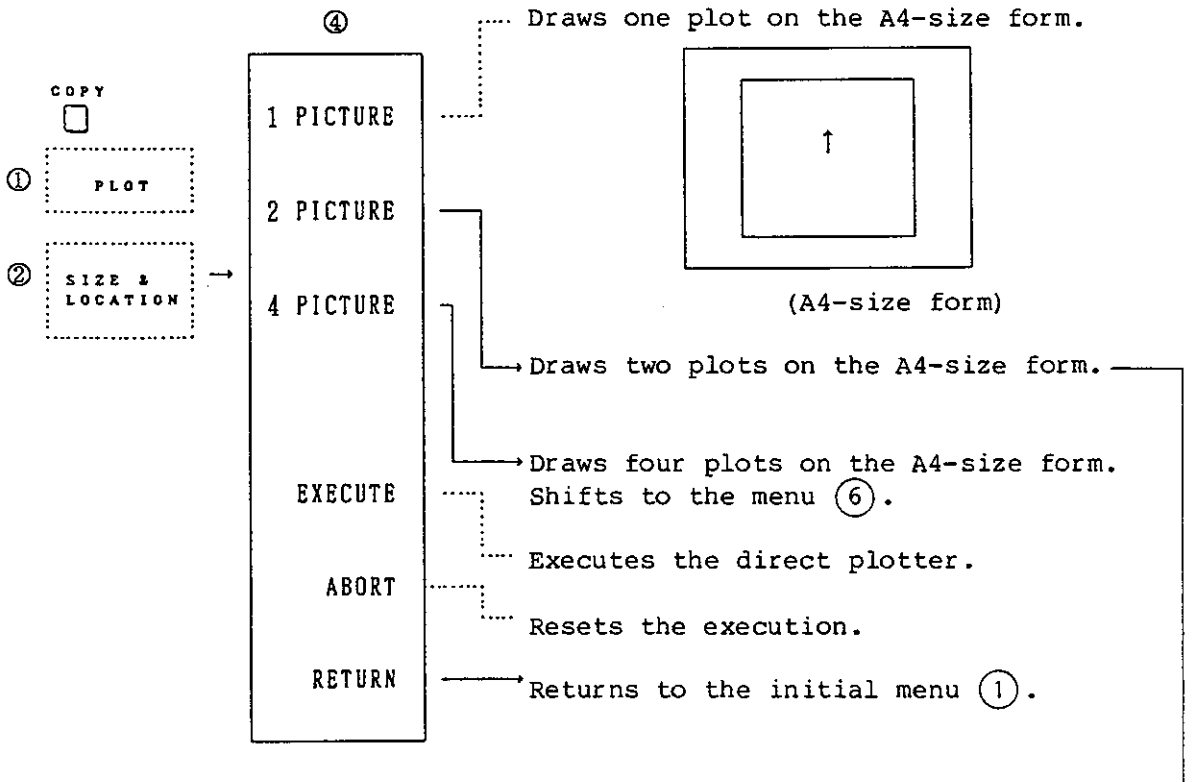 ④
Draws one plot on the A4-size form.
COPY
1 PICTURE
↑
① PLOT
2 PICTURE
② SIZE &
LOCATION
→
4 PICTURE
(A4-size form)
Draws two plots on the A4-size form.
Draws four plots on the A4-size form.
EXECUTE
Shifts to the menu ⑥.
Executes the direct plotter.
ABORT
Resets the execution.
RETURN
Returns to the initial menu ①.